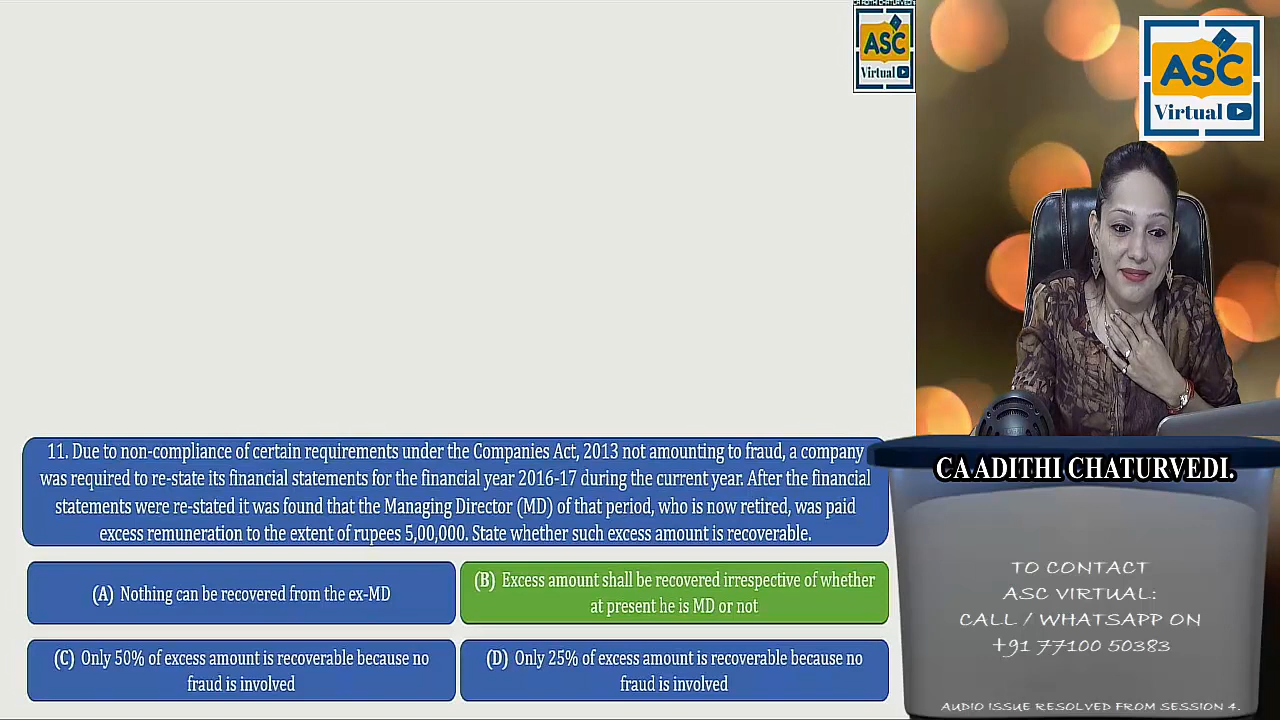 CA ADITHI CHATURVEDI
ASC
Virtual
ASC
Virtual
11. Due to non-compliance of certain requirements under the Companies Act, 2013 not amounting to fraud, a company
was required to re-state its financial statements for the financial year 2016-17 during the current year. After the financial
statements were re-stated it was found that the Managing Director (MD) of that period, who is now retired, was paid
excess remuneration to the extent of rupees 5,00,000. State whether such excess amount is recoverable.
(A) Nothing can be recovered from the ex-MD
(B) Excess amount shall be recovered irrespective of whether
at present he is MD or not
(C) Only 50% of excess amount is recoverable because no
fraud is involved
(D) Only 25% of excess amount is recoverable because no
fraud is involved
CA ADITHI CHATURVEDI.
TO CONTACT
ASC VIRTUAL:
CALL / WHATSAPP ON
+91 77100 50383
AUDIO ISSUE RESOLVED FROM SESSION 4.